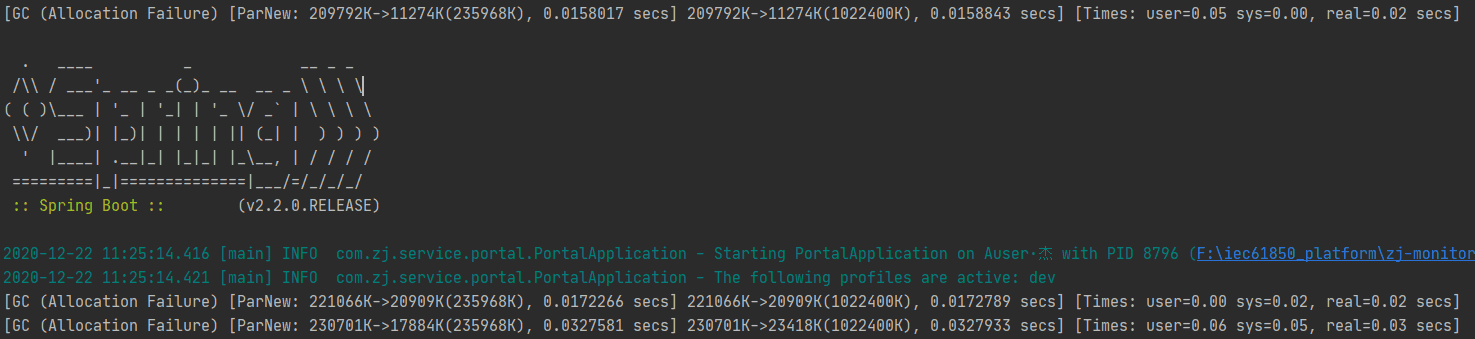 [GC (Allocation Failure) [ParNew: 209792K->11274K(235968K), 0.0158017 secs] 209792K->11274K(1022400K), 0.0158843 secs] [Times: user=0.05 sys=0.00, real=0.02 secs]
  .   ____          _            __ _ _
 /\\ / ___'_ __ _ _(_)_ __  __ _ \ \ \ \
( ( )\___ | '_ | '_| | '_ \/ _` | \ \ \ \
 \\/  ___)| |_)| | | | | || (_| |  ) ) ) )
  '  |____| .__|_| |_|_| |_\__, | / / / /
 =========|_|==============|___/=/_/_/_/
 :: Spring Boot ::        (v2.2.0.RELEASE)
2020-12-22 11:25:14.416 [main] INFO  com.zj.service.portal.PortalApplication - Starting PortalApplication on Auser·杰 with PID 8796 (F:\iec61850_platform\zj-monitor
2020-12-22 11:25:14.421 [main] INFO  com.zj.service.portal.PortalApplication - The following profiles are active: dev
[GC (Allocation Failure) [ParNew: 221066K->20909K(235968K), 0.0172266 secs] 221066K->20909K(1022400K), 0.0172789 secs] [Times: user=0.00 sys=0.02, real=0.02 secs]
[GC (Allocation Failure) [ParNew: 230701K->17884K(235968K), 0.0327581 secs] 230701K->23418K(1022400K), 0.0327933 secs] [Times: user=0.06 sys=0.05, real=0.03 secs]